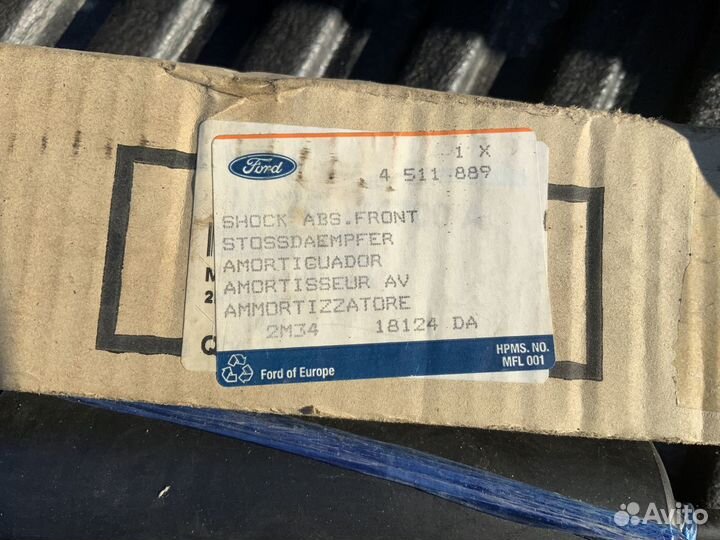 Ford
1 X
4 511 889
SHOCK ABS.FRONT
STOSSDAEMPFER
AMORTIGUADOR
AMORTISSEUR AV
AMMORTIZZATORE
2M34 18124 DA
HPMS. NO.
MFL 001
Ford of Europe
M
2
Q
Avito